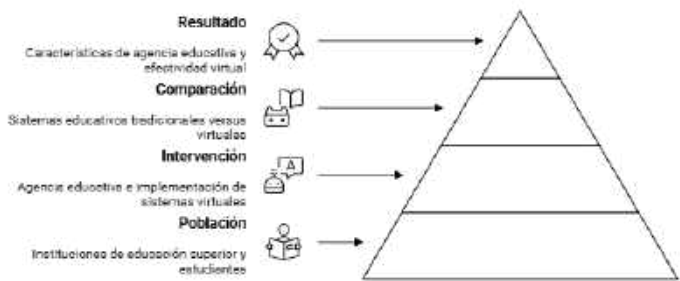 Resultado
Características de agencia educativa y
efectividad virtual
Comparación
Sistemas educativos tradicionales versus
virtuales
Intervención
A
Agencia educativa e implementación de
sistemas virtuales
Población
Instituciones de educación superior y
estudiantes